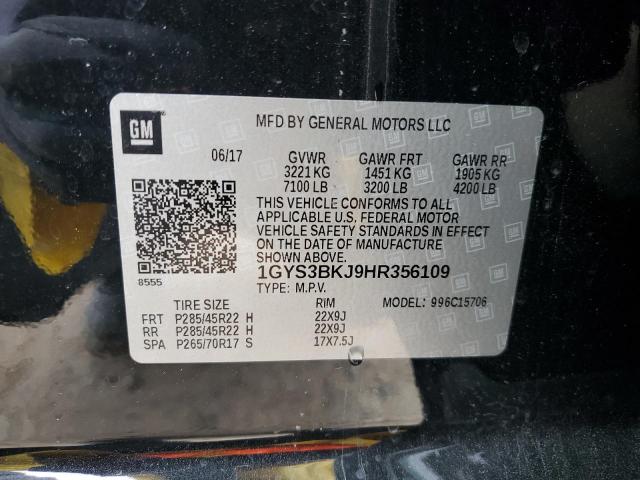 GM
MFD BY GENERAL MOTORS LLC
06/17 GVWR GAWR FRT GAWR RR
3221 KG 1451 KG 1905 KG
7100 LB 3200 LB 4200 LB
THIS VEHICLE CONFORMS TO ALL
APPLICABLE U.S. FEDERAL MOTOR
VEHICLE SAFETY STANDARDS IN EFFECT
ON THE DATE OF MANUFACTURE
SHOWN ABOVE.
1GYS3BKJ9HR356109
8555
TYPE: M.P.V.
TIRE SIZE RIM MODEL: 996C15706
FRT P285/45R22 H 22X9J
RR P285/45R22 H 22X9J
SPA P265/70R17 S 17X7.5J